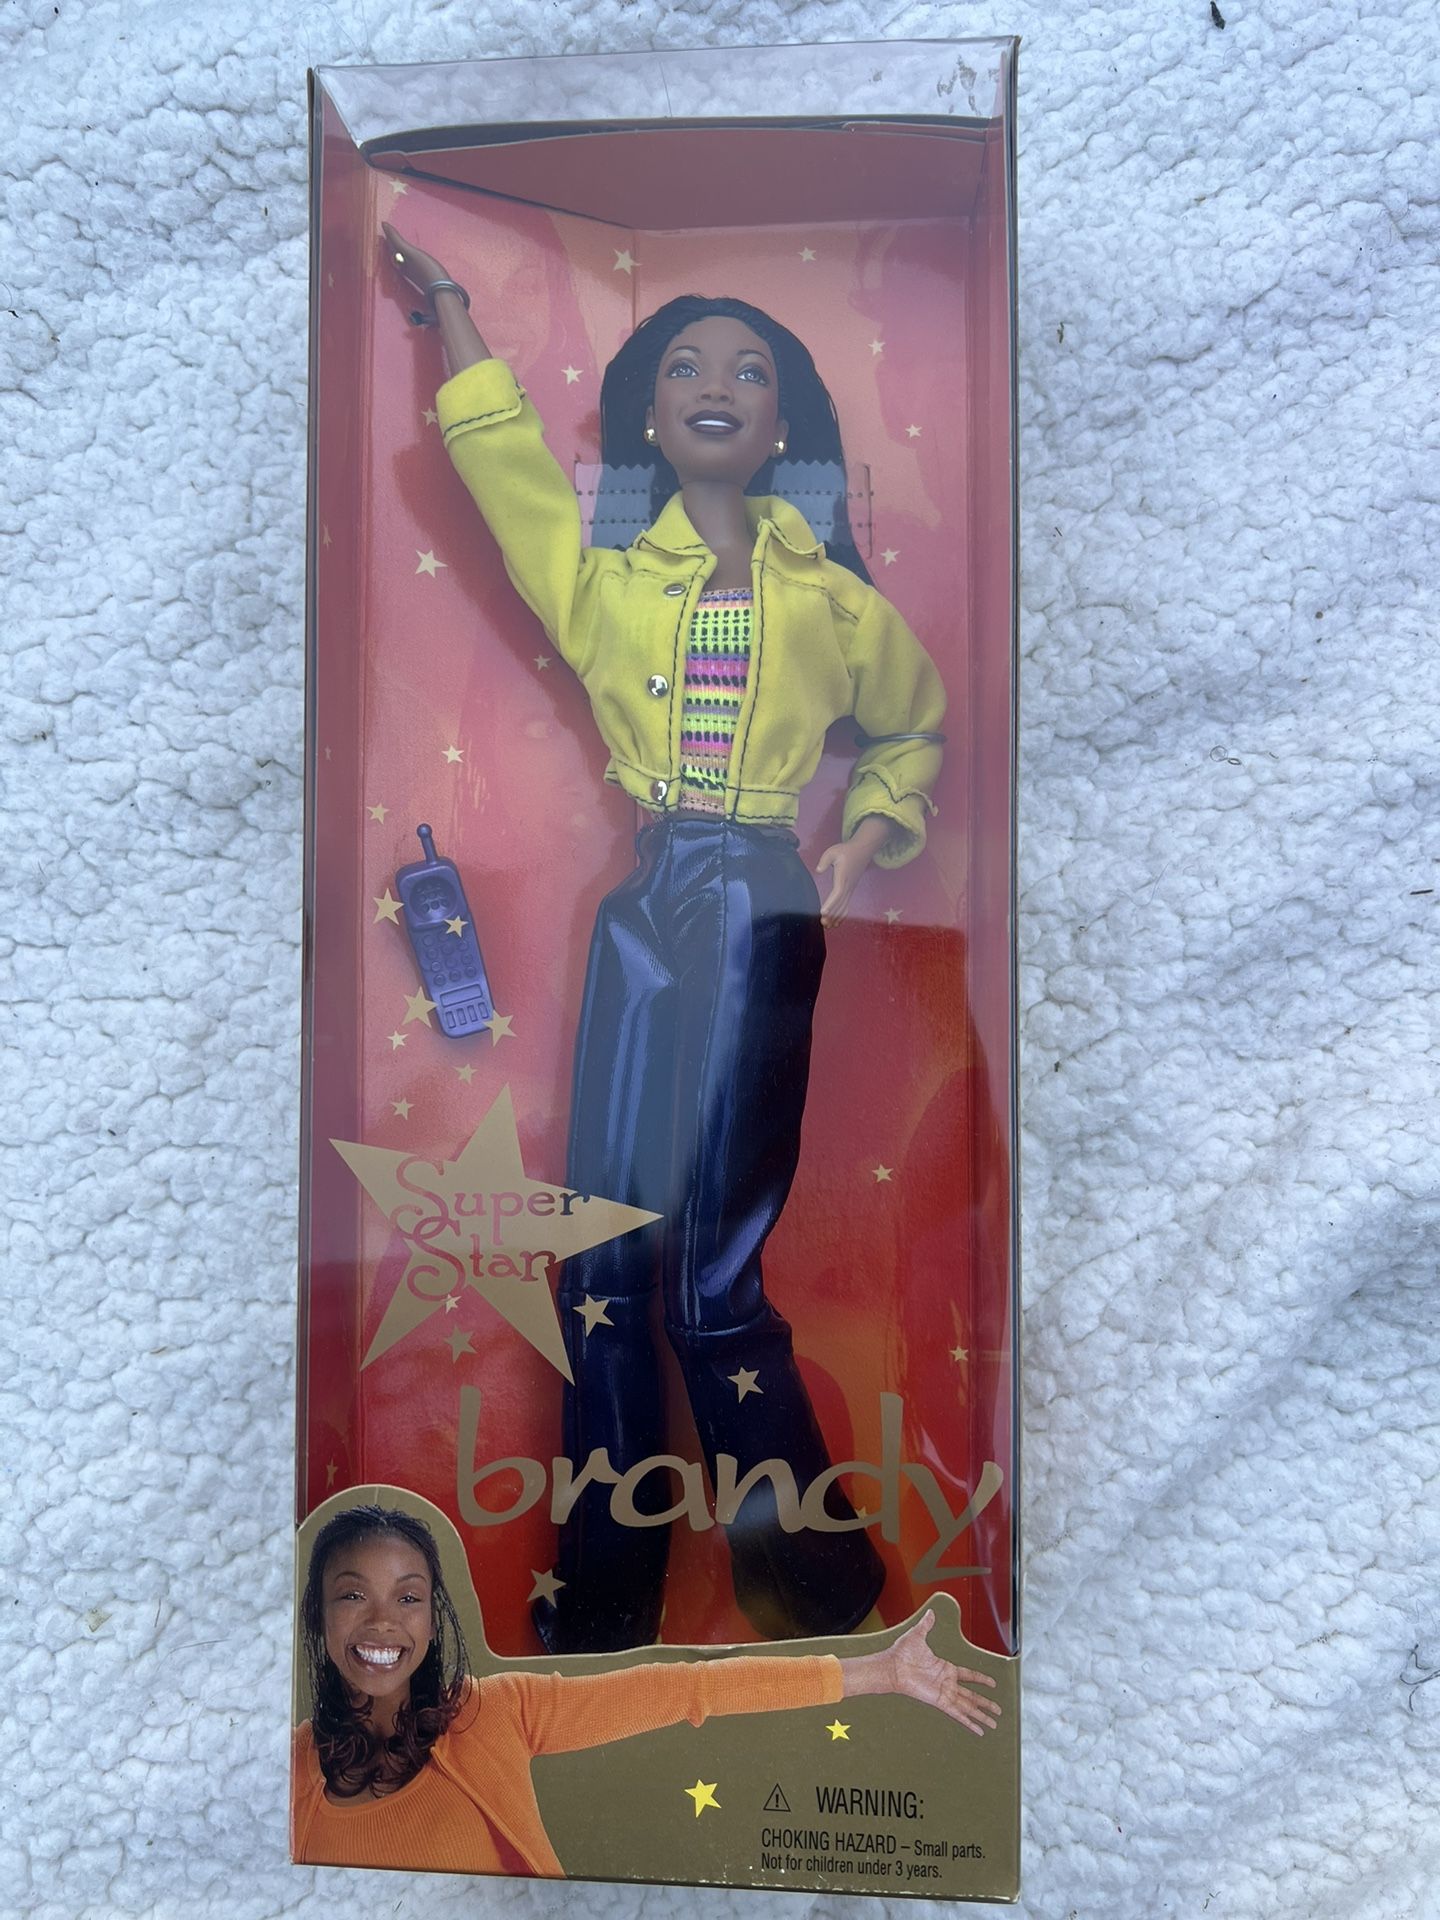 Super
Star
brandy
⚠ WARNING:
CHOKING HAZARD – Small parts.
Not for children under 3 years.